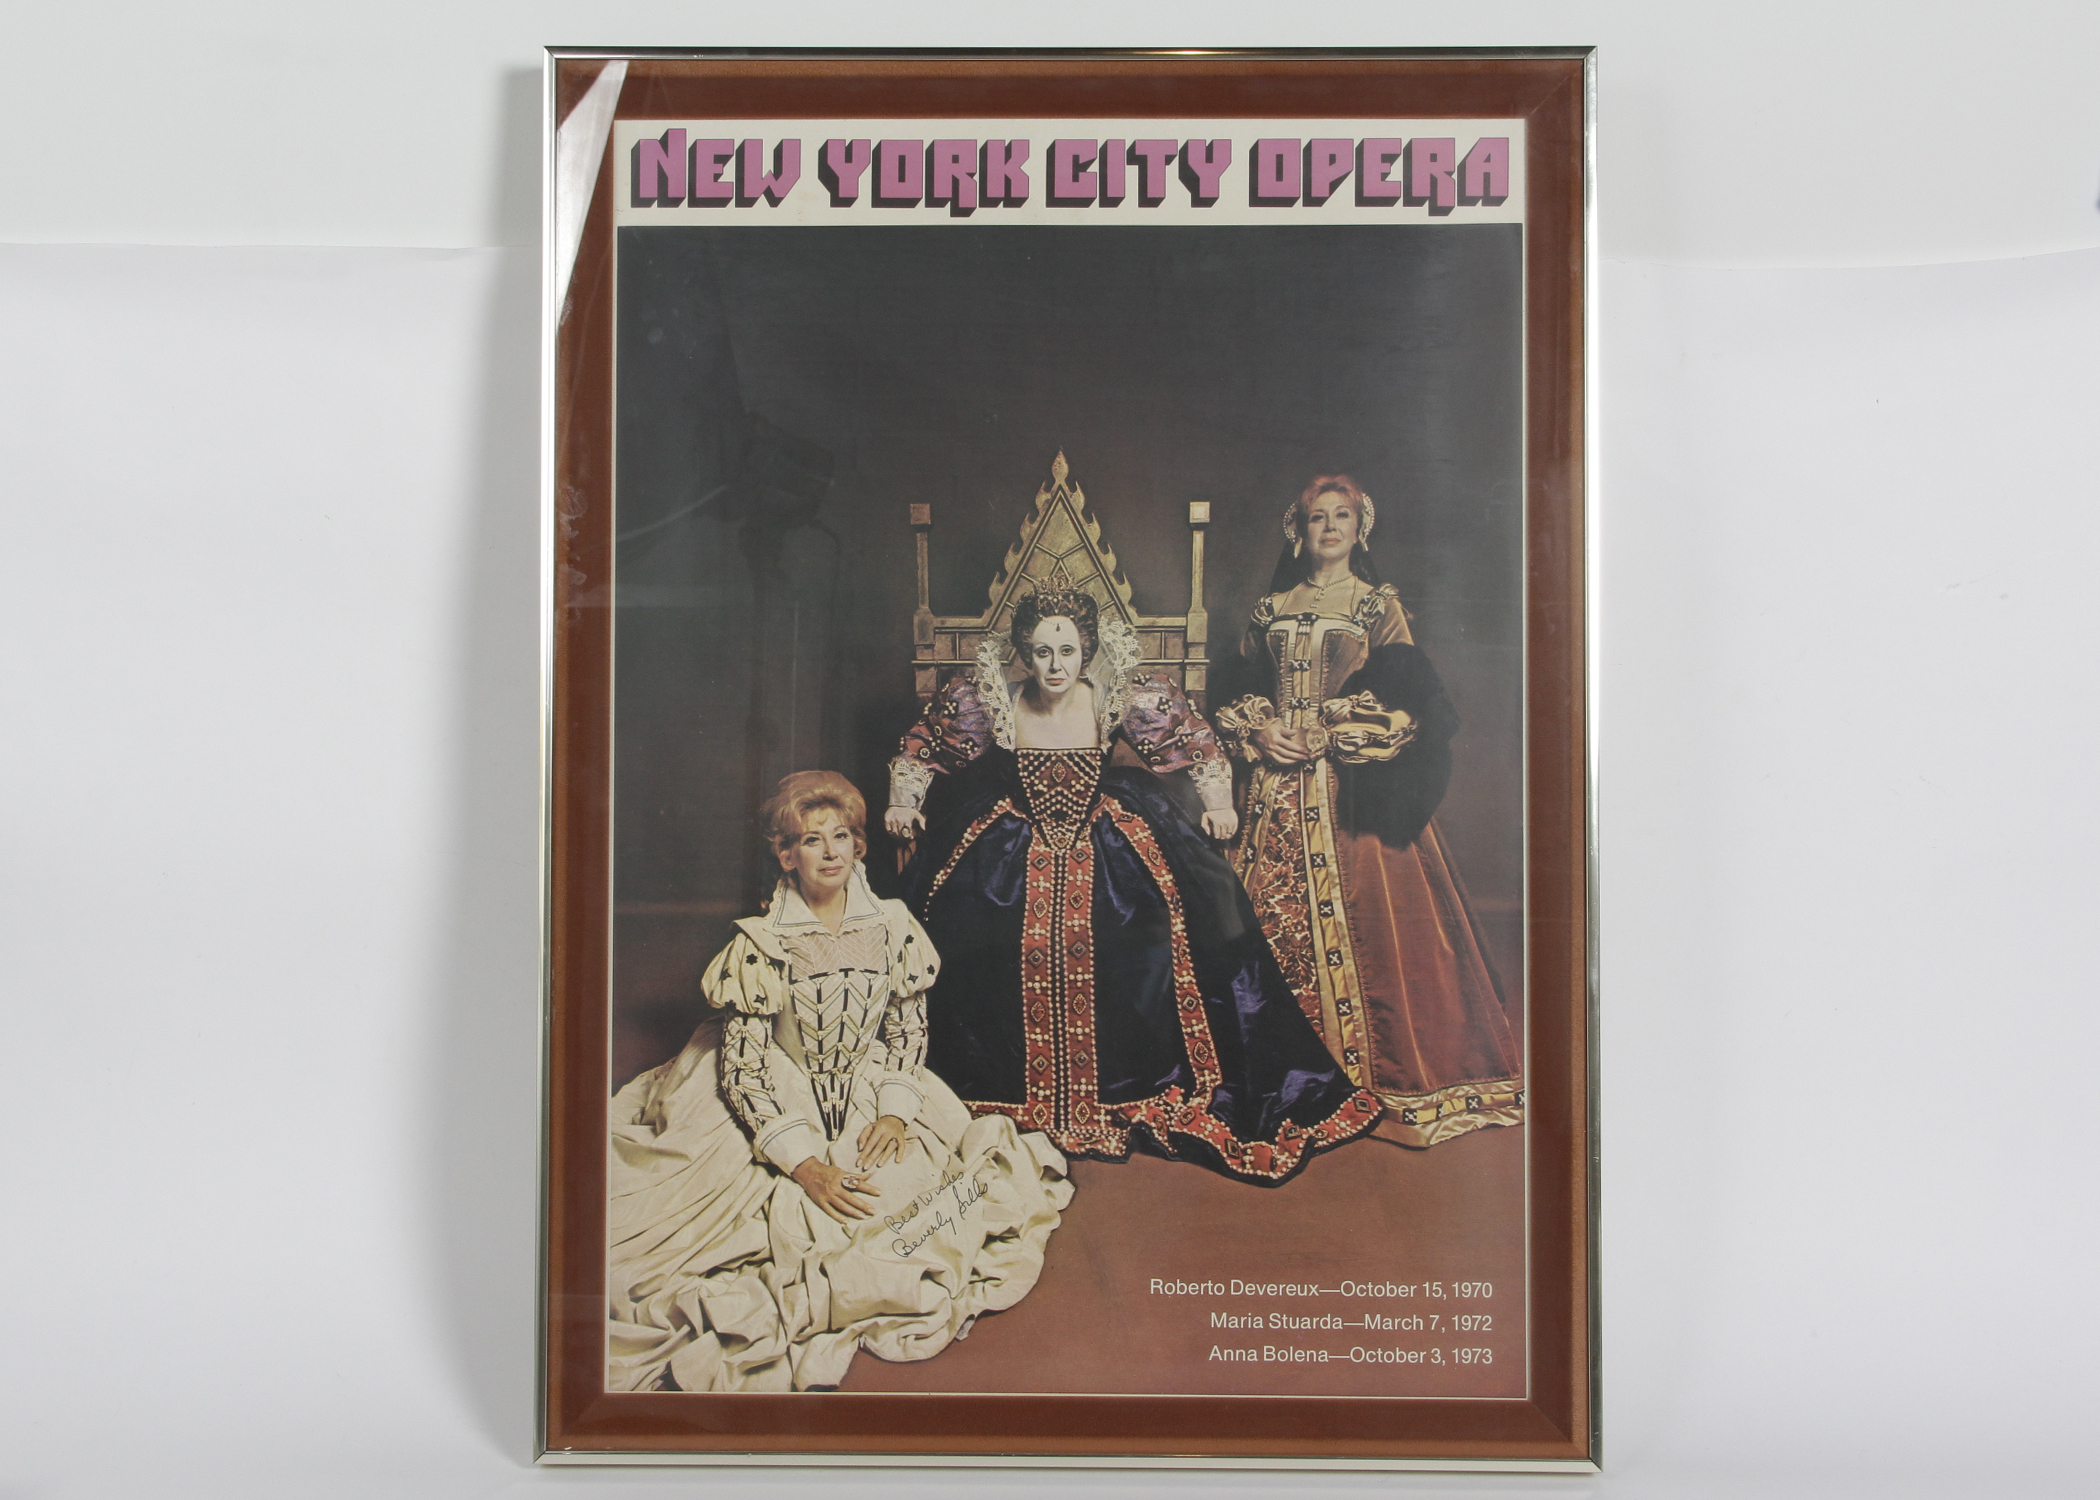 NEW YORK CITY OPERA
Best Wishes
Beverly Sills
Roberto Devereux—October 15, 1970
Maria Stuarda—March 7, 1972
Anna Bolena—October 3, 1973